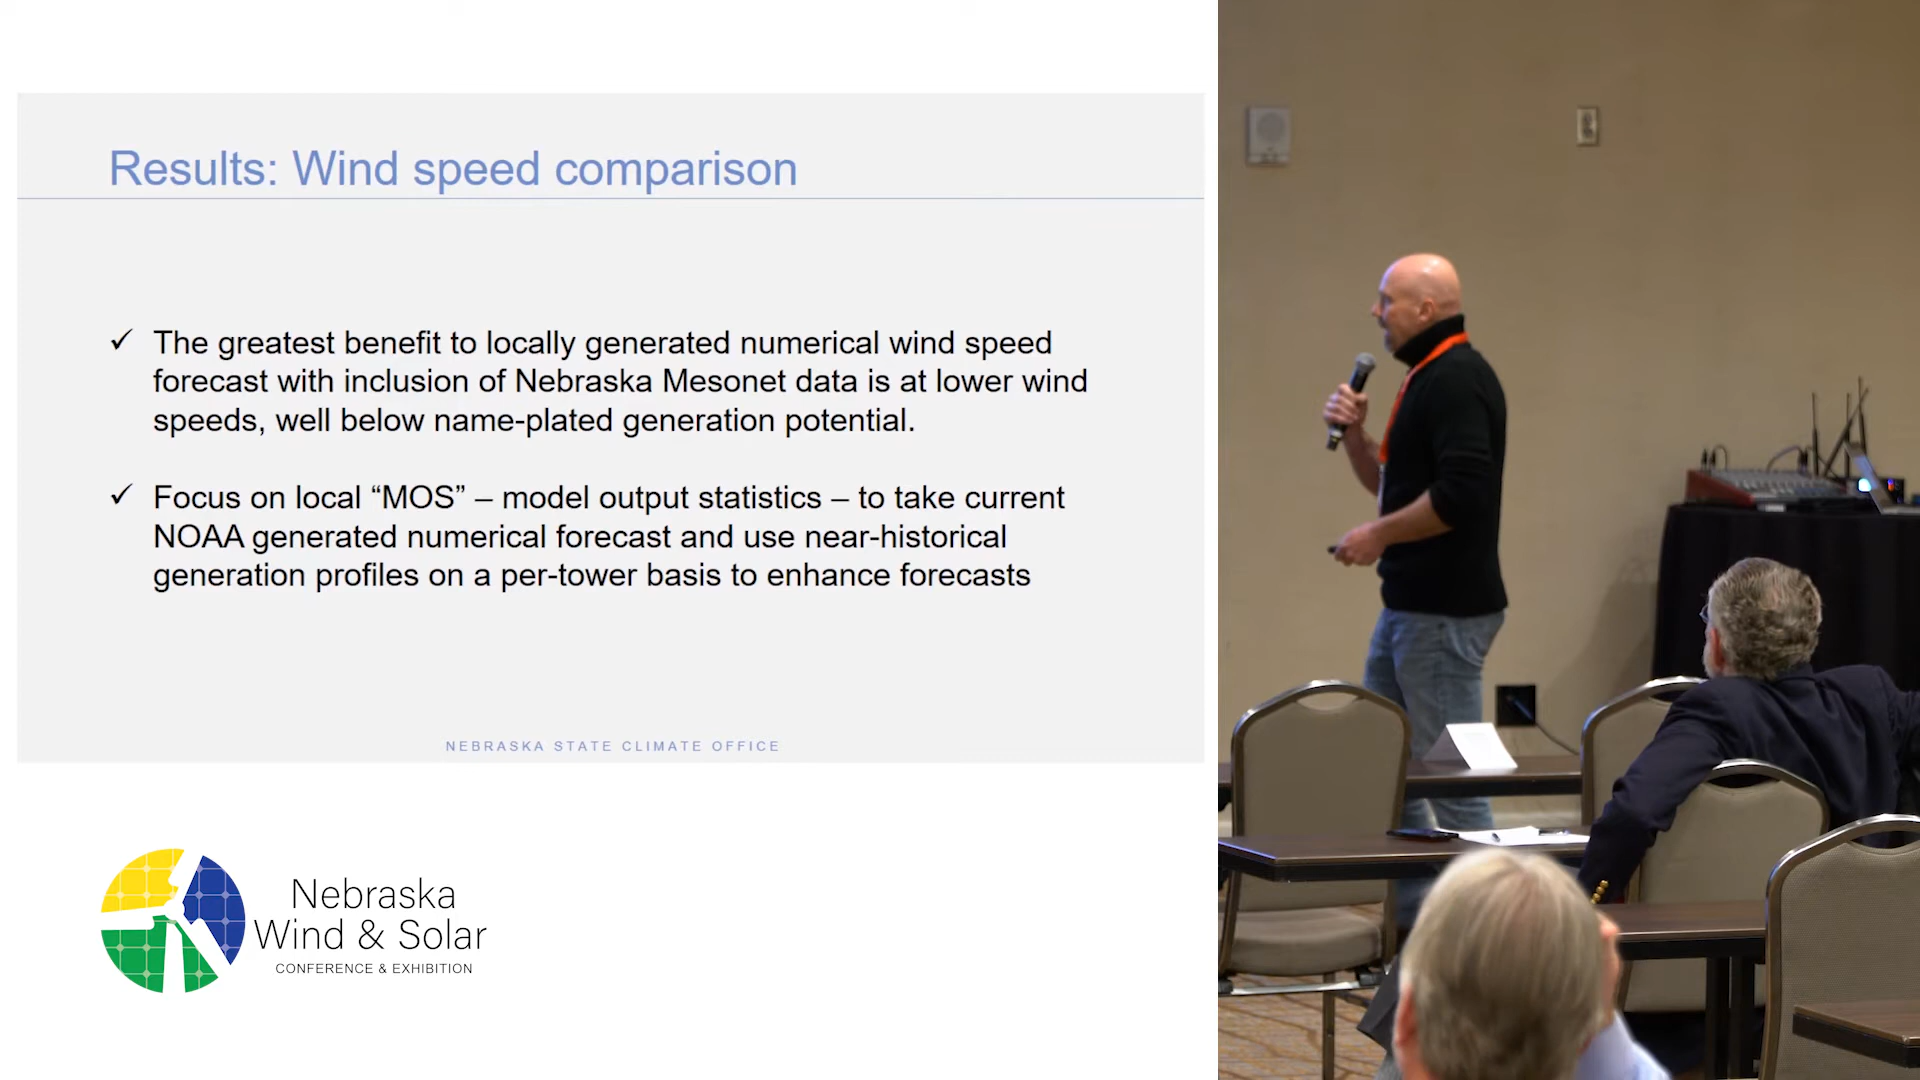 Results: Wind speed comparison
✓ The greatest benefit to locally generated numerical wind speed
forecast with inclusion of Nebraska Mesonet data is at lower wind
speeds, well below name-plated generation potential.
✓ Focus on local “MOS” – model output statistics – to take current
NOAA generated numerical forecast and use near-historical
generation profiles on a per-tower basis to enhance forecasts
NEBRASKA STATE CLIMATE OFFICE
Nebraska
Wind & Solar
CONFERENCE & EXHIBITION